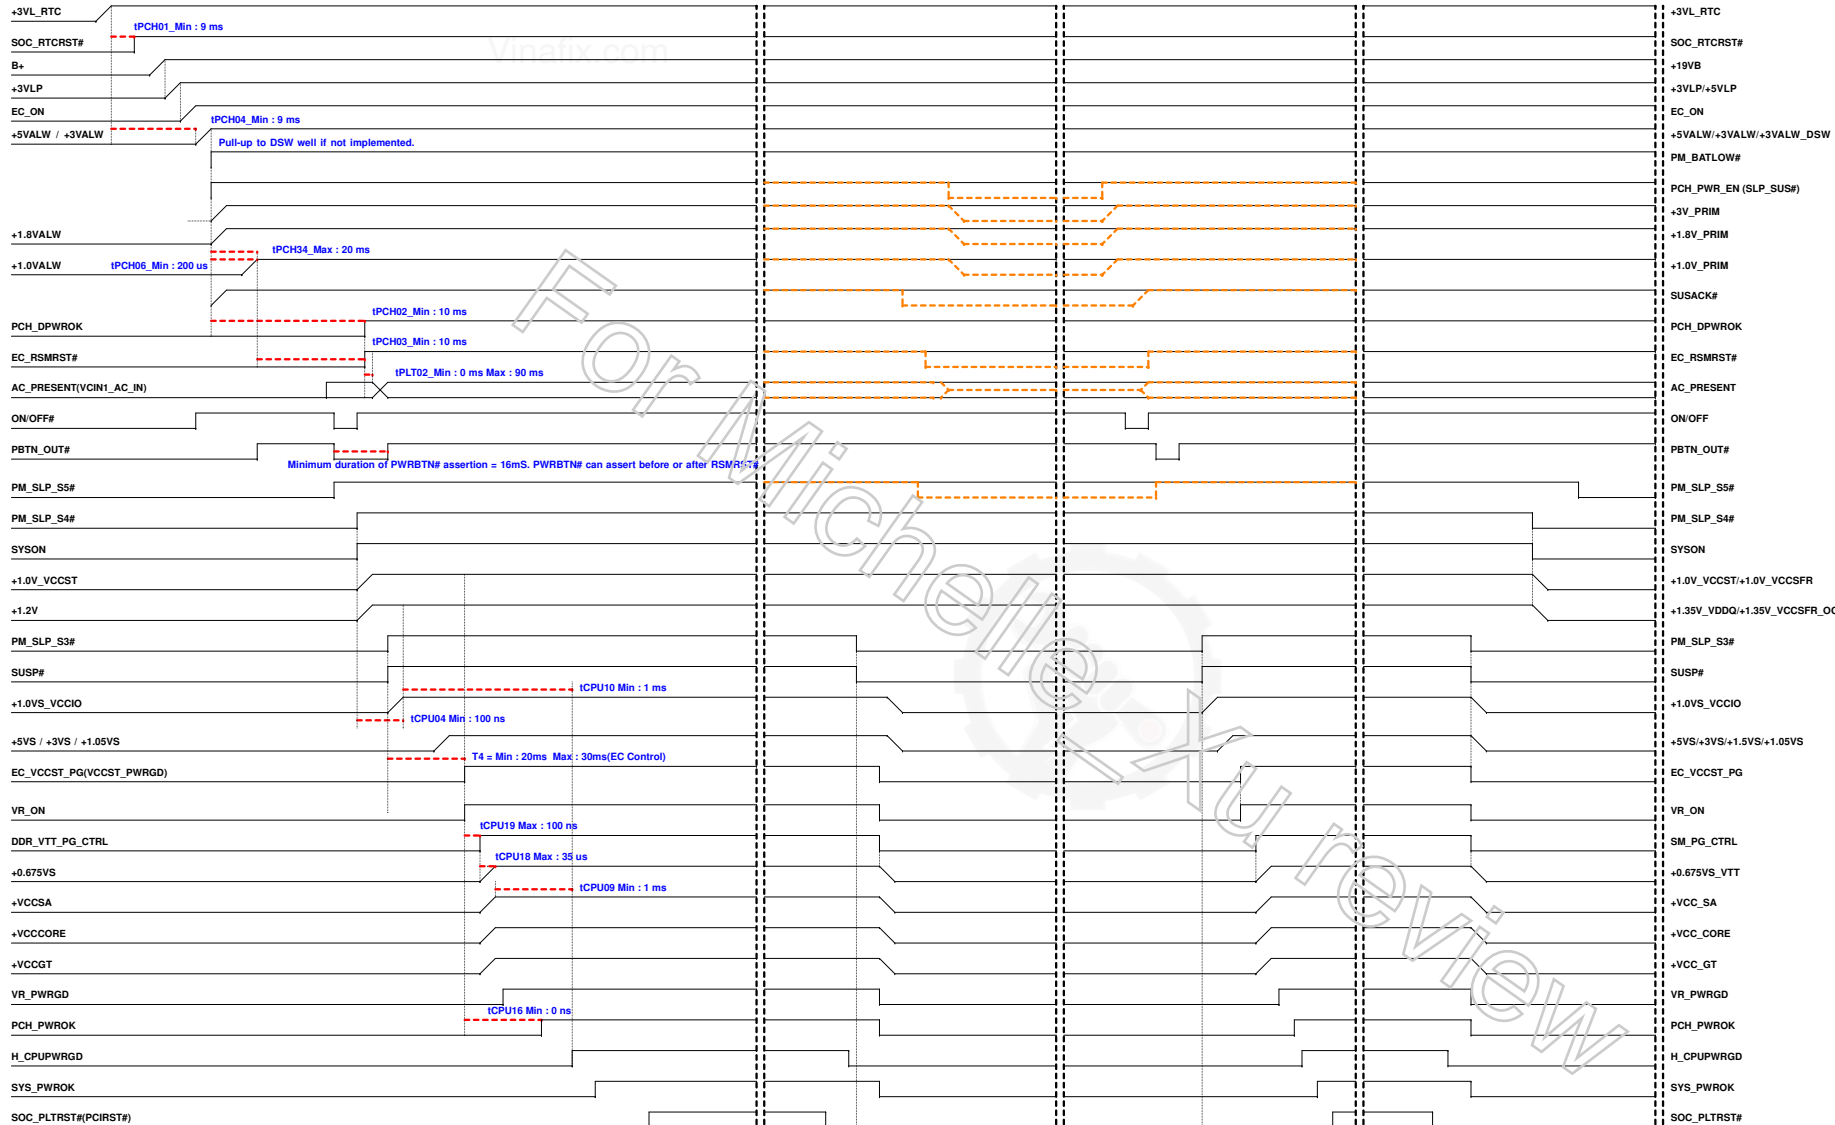 +3VL_RTC +3VL_RTC
tPCH01_Min : 9 ms
SOC_RTCRST# SOC_RTCRST#
Vinafix.com
B+ +19VB
+3VLP +3VLP/+5VLP
EC_ON EC_ON
tPCH04_Min : 9 ms
+5VALW / +3VALW +5VALW/+3VALW/+3VALW_DSW
Pull-up to DSW well if not implemented.
PM_BATLOW#
PCH_PWR_EN (SLP_SUS#)
+3V_PRIM
+1.8VALW +1.8V_PRIM
tPCH34_Max : 20 ms
+1.0VALW tPCH06_Min : 200 us +1.0V_PRIM
SUSACK#
tPCH02_Min : 10 ms
PCH_DPWROK PCH_DPWROK
tPCH03_Min : 10 ms
EC_RSMRST# EC_RSMRST#
tPLT02_Min : 0 ms Max : 90 ms
AC_PRESENT(VCIN1_AC_IN) AC_PRESENT
ON/OFF# ON/OFF
PBTN_OUT# PBTN_OUT#
Minimum duration of PWRBTN# assertion = 16mS. PWRBTN# can assert before or after RSMRST#
PM_SLP_S5# PM_SLP_S5#
PM_SLP_S4# PM_SLP_S4#
SYSON SYSON
+1.0V_VCCST +1.0V_VCCST/+1.0V_VCCSFR
+1.2V +1.35V_VDDQ/+1.35V_VCCSFR_OC
PM_SLP_S3# PM_SLP_S3#
SUSP# SUSP#
tCPU10 Min : 1 ms
+1.0VS_VCCIO +1.0VS_VCCIO
tCPU04 Min : 100 ns
+5VS / +3VS / +1.05VS +5VS/+3VS/+1.5VS/+1.05VS
T4 = Min : 20ms Max : 30ms(EC Control)
EC_VCCST_PG(VCCST_PWRGD) EC_VCCST_PG
VR_ON VR_ON
tCPU19 Max : 100 ns
DDR_VTT_PG_CTRL SM_PG_CTRL
tCPU18 Max : 35 us
+0.675VS +0.675VS_VTT
tCPU09 Min : 1 ms
+VCCSA +VCC_SA
+VCCCORE +VCC_CORE
+VCCGT +VCC_GT
VR_PWRGD VR_PWRGD
tCPU16 Min : 0 ns
PCH_PWROK PCH_PWROK
H_CPUPWRGD H_CPUPWRGD
SYS_PWROK SYS_PWROK
SOC_PLTRST#(PCIRST#) SOC_PLTRST#
For Michelle_Xu review